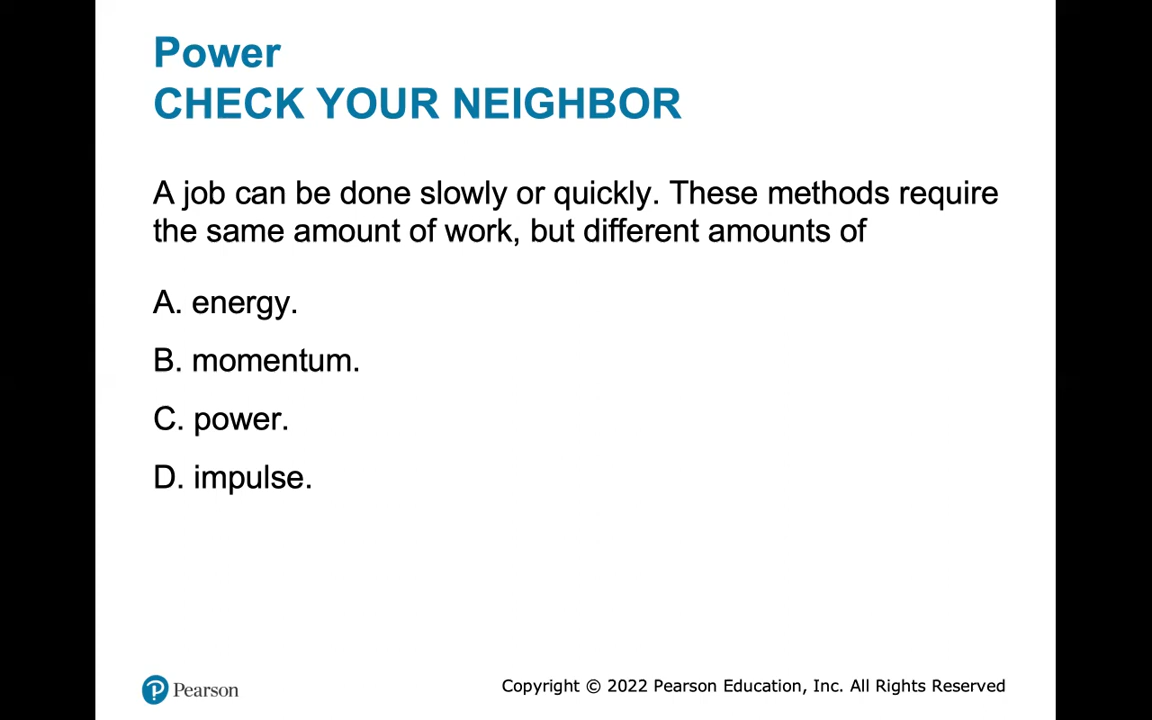 Power
CHECK YOUR NEIGHBOR
A job can be done slowly or quickly. These methods require
the same amount of work, but different amounts of
A. energy.
B. momentum.
C. power.
D. impulse.
P Pearson
Copyright © 2022 Pearson Education, Inc. All Rights Reserved